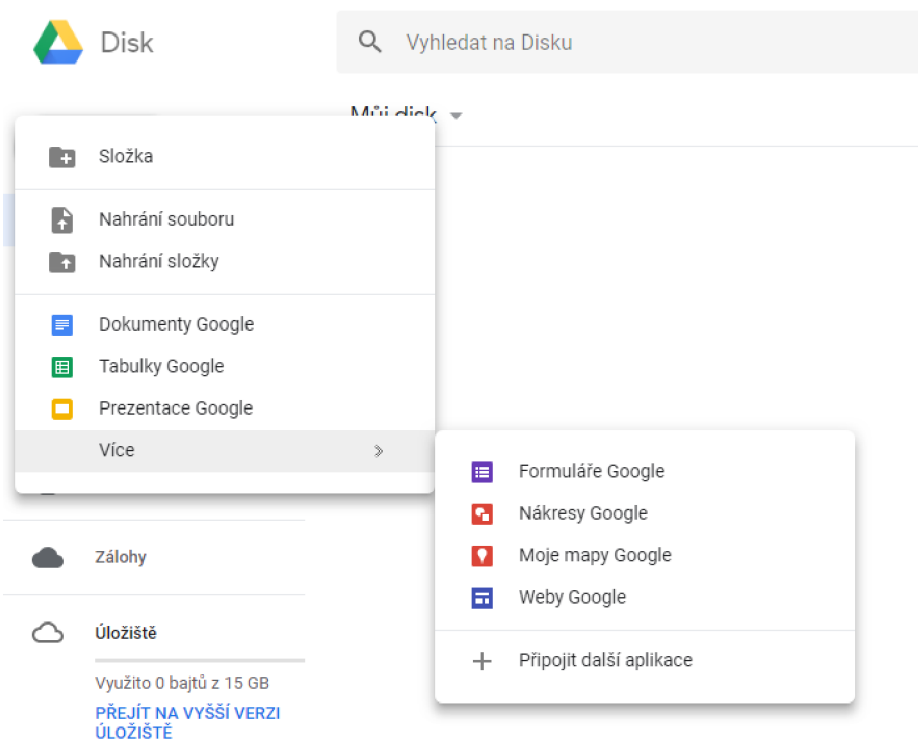 Disk
Vyhledat na Disku
Můj disk
Složka
Nahrání souboru
Nahrání složky
Dokumenty Google
Tabulky Google
Prezentace Google
Více
Formuláře Google
Nákresy Google
Moje mapy Google
Weby Google
Připojit další aplikace
Zálohy
Úložiště
Využito 0 bajtů z 15 GB
PŘEJÍT NA VYŠŠÍ VERZI
ÚLOŽIŠTĚ